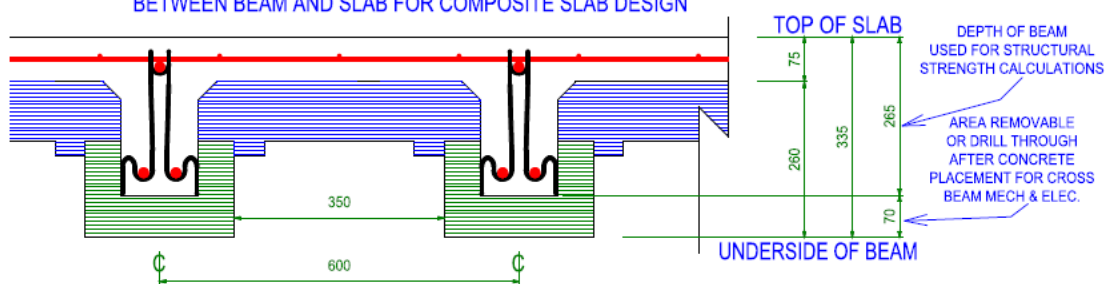 BETWEEN BEAM AND SLAB FOR COMPOSITE SLAB DESIGN
TOP OF SLAB
DEPTH OF BEAM
USED FOR STRUCTURAL
STRENGTH CALCULATIONS
75
265
335
260
AREA REMOVABLE
OR DRILL THROUGH
AFTER CONCRETE
PLACEMENT FOR CROSS
BEAM MECH & ELEC.
350
70
UNDERSIDE OF BEAM
℄ 600 ℄